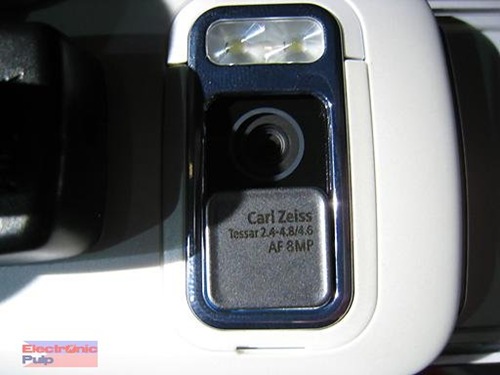 Carl Zeiss
Tessar 2.4-4.8/4.6
AF 8MP
Electronic
Pulp